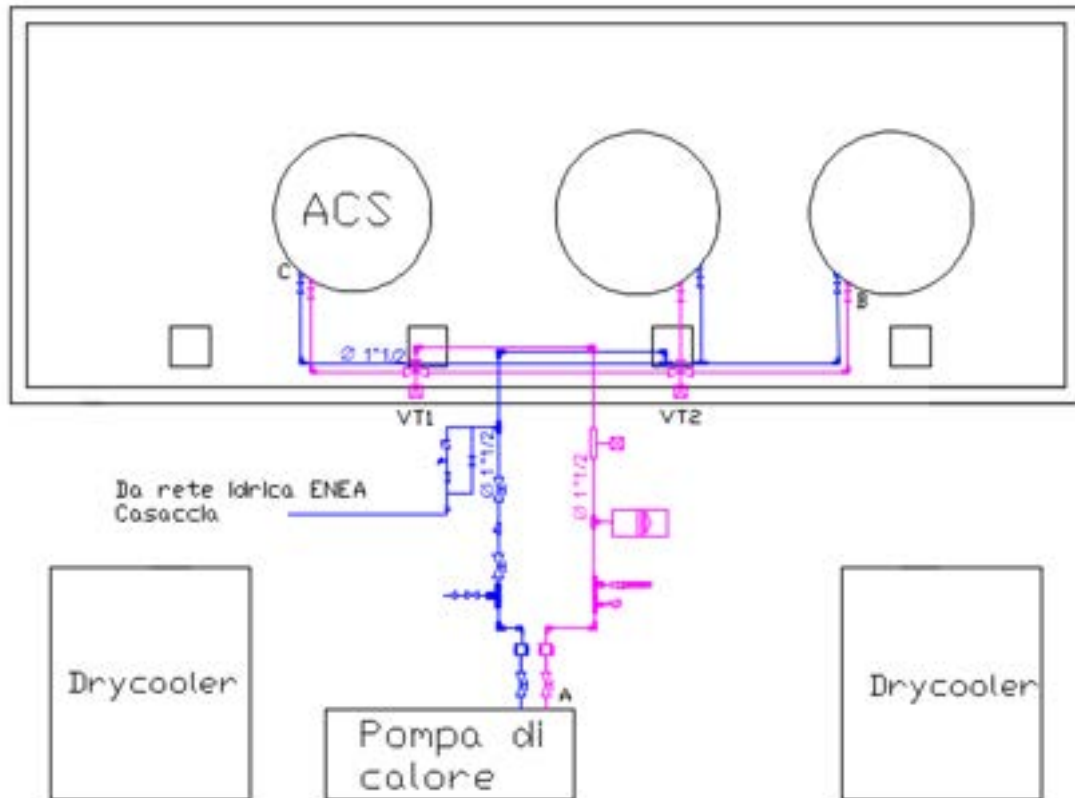 ACS
C
B
Ø 1"1/2
VT1
VT2
Ø 1"1/2
Ø 1"1/2
Da rete idrica ENEA
Casaccia
Drycooler
Drycooler
A
Pompa di
calore